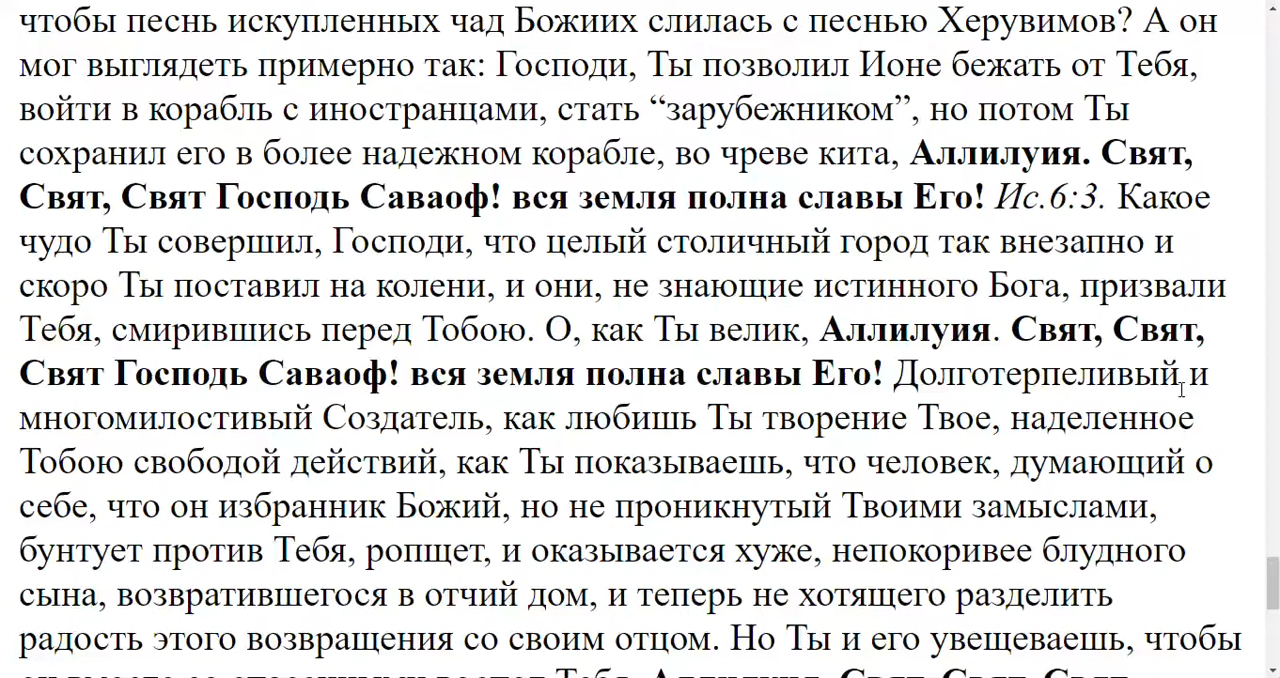 чтобы песнь искупленных чад Божиих слилась с песнью Херувимов? А он
мог выглядеть примерно так: Господи, Ты позволил Ионе бежать от Тебя,
войти в корабль с иностранцами, стать “зарубежником”, но потом Ты
сохранил его в более надежном корабле, во чреве кита, Аллилуия. Свят,
Свят, Свят Господь Саваоф! вся земля полна славы Его! Ис.6:3. Какое
чудо Ты совершил, Господи, что целый столичный город так внезапно и
скоро Ты поставил на колени, и они, не знающие истинного Бога, призвали
Тебя, смирившись перед Тобою. О, как Ты велик, Аллилуия. Свят, Свят,
Свят Господь Саваоф! вся земля полна славы Его! Долготерпеливый и
многомилостивый Создатель, как любишь Ты творение Твое, наделенное
Тобою свободой действий, как Ты показываешь, что человек, думающий о
себе, что он избранник Божий, но не проникнутый Твоими замыслами,
бунтует против Тебя, ропщет, и оказывается хуже, непокоривее блудного
сына, возвратившегося в отчий дом, и теперь не хотящего разделить
радость этого возвращения со своим отцом. Но Ты и его увещеваешь, чтобы